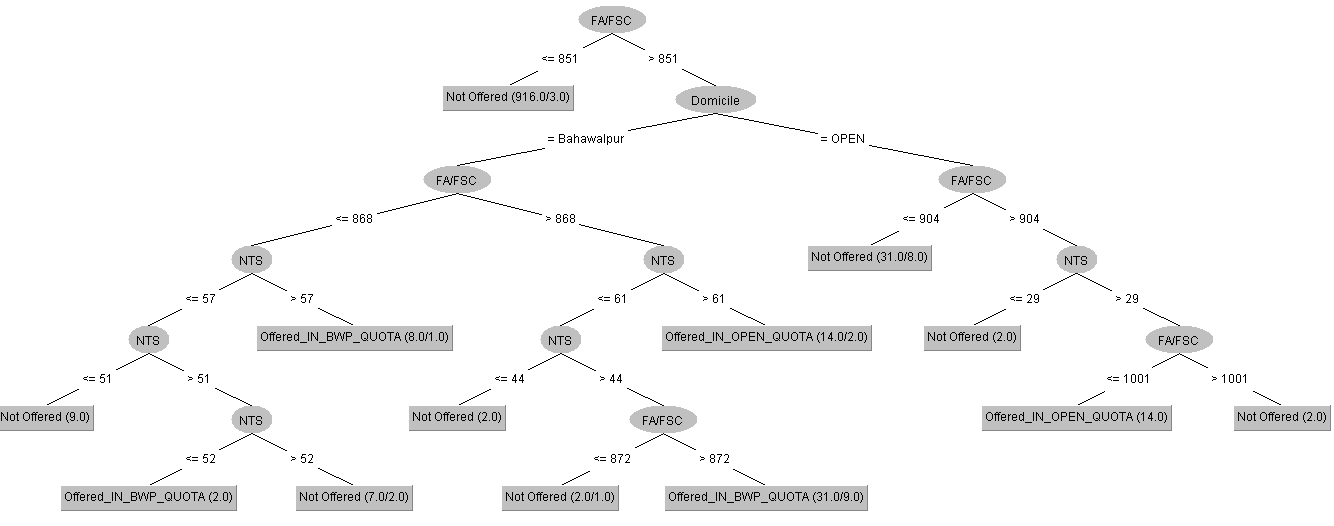 FA/FSC
<= 851 > 851
Not Offered (916.0/3.0) Domicile
= Bahawalpur = OPEN
FA/FSC FA/FSC
<= 868 > 868 <= 904 > 904
NTS NTS Not Offered (31.0/8.0) NTS
<= 57 > 57 <= 61 > 61 <= 29 > 29
NTS Offered_IN_BWP_QUOTA (8.0/1.0) NTS Offered_IN_OPEN_QUOTA (14.0/2.0) Not Offered (2.0) FA/FSC
<= 51 > 51 <= 44 > 44 <= 1001 > 1001
Not Offered (9.0) NTS Not Offered (2.0) FA/FSC Offered_IN_OPEN_QUOTA (14.0) Not Offered (2.0)
<= 52 > 52 <= 872 > 872
Offered_IN_BWP_QUOTA (2.0) Not Offered (7.0/2.0) Not Offered (2.0/1.0) Offered_IN_BWP_QUOTA (31.0/9.0)